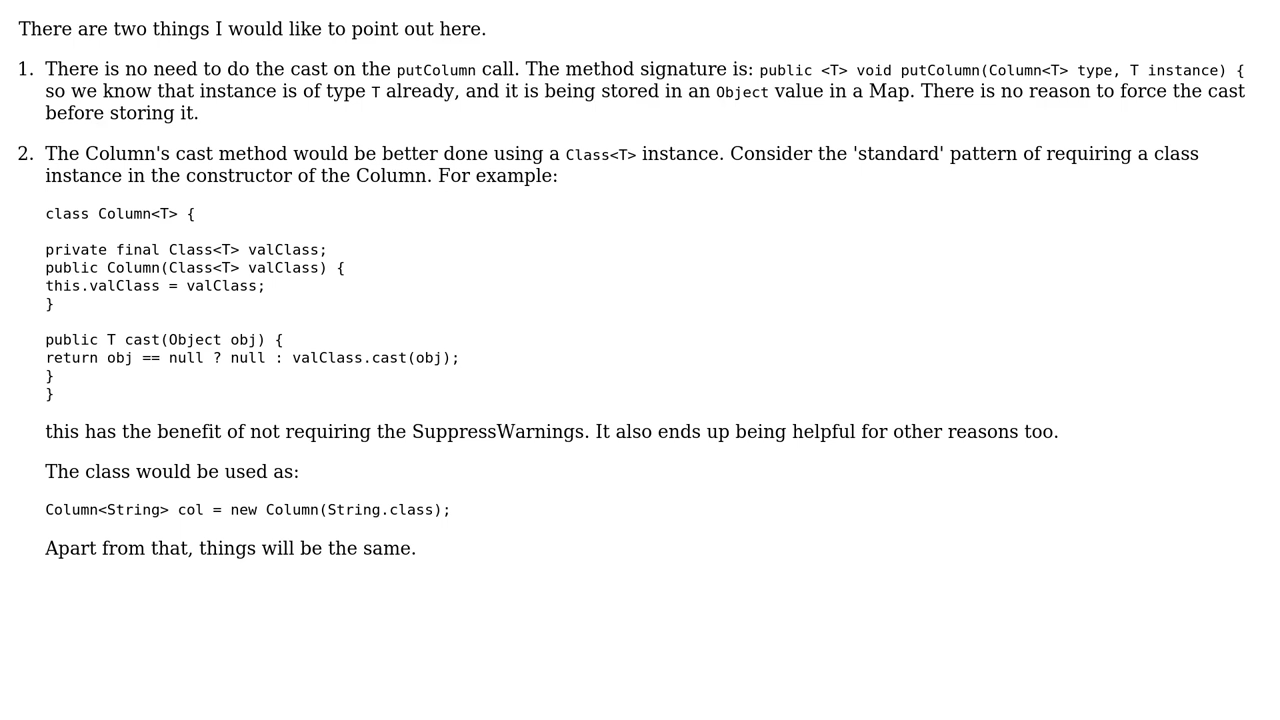 There are two things I would like to point out here.
1. There is no need to do the cast on the putColumn call. The method signature is: public <T> void putColumn(Column<T> type, T instance) {
so we know that instance is of type T already, and it is being stored in an Object value in a Map. There is no reason to force the cast
before storing it.
2. The Column's cast method would be better done using a Class<T> instance. Consider the 'standard' pattern of requiring a class
instance in the constructor of the Column. For example:
class Column<T> {
private final Class<T> valClass;
public Column(Class<T> valClass) {
this.valClass = valClass;
}
public T cast(Object obj) {
return obj == null ? null : valClass.cast(obj);
}
}
this has the benefit of not requiring the SuppressWarnings. It also ends up being helpful for other reasons too.
The class would be used as:
Column<String> col = new Column(String.class);
Apart from that, things will be the same.